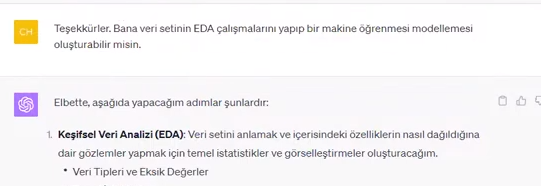 CH
Teşekkürler. Bana veri setinin EDA çalışmalarını yapıp bir makine öğrenmesi modellemesi
oluşturabilir misin.
Elbette, aşağıda yapacağım adımlar şunlardır:
1. Keşifsel Veri Analizi (EDA): Veri setini anlamak ve içerisindeki özelliklerin nasıl dağıldığına
dair gözlemler yapmak için temel istatistikler ve görselleştirmeler oluşturacağım.
• Veri Tipleri ve Eksik Değerler